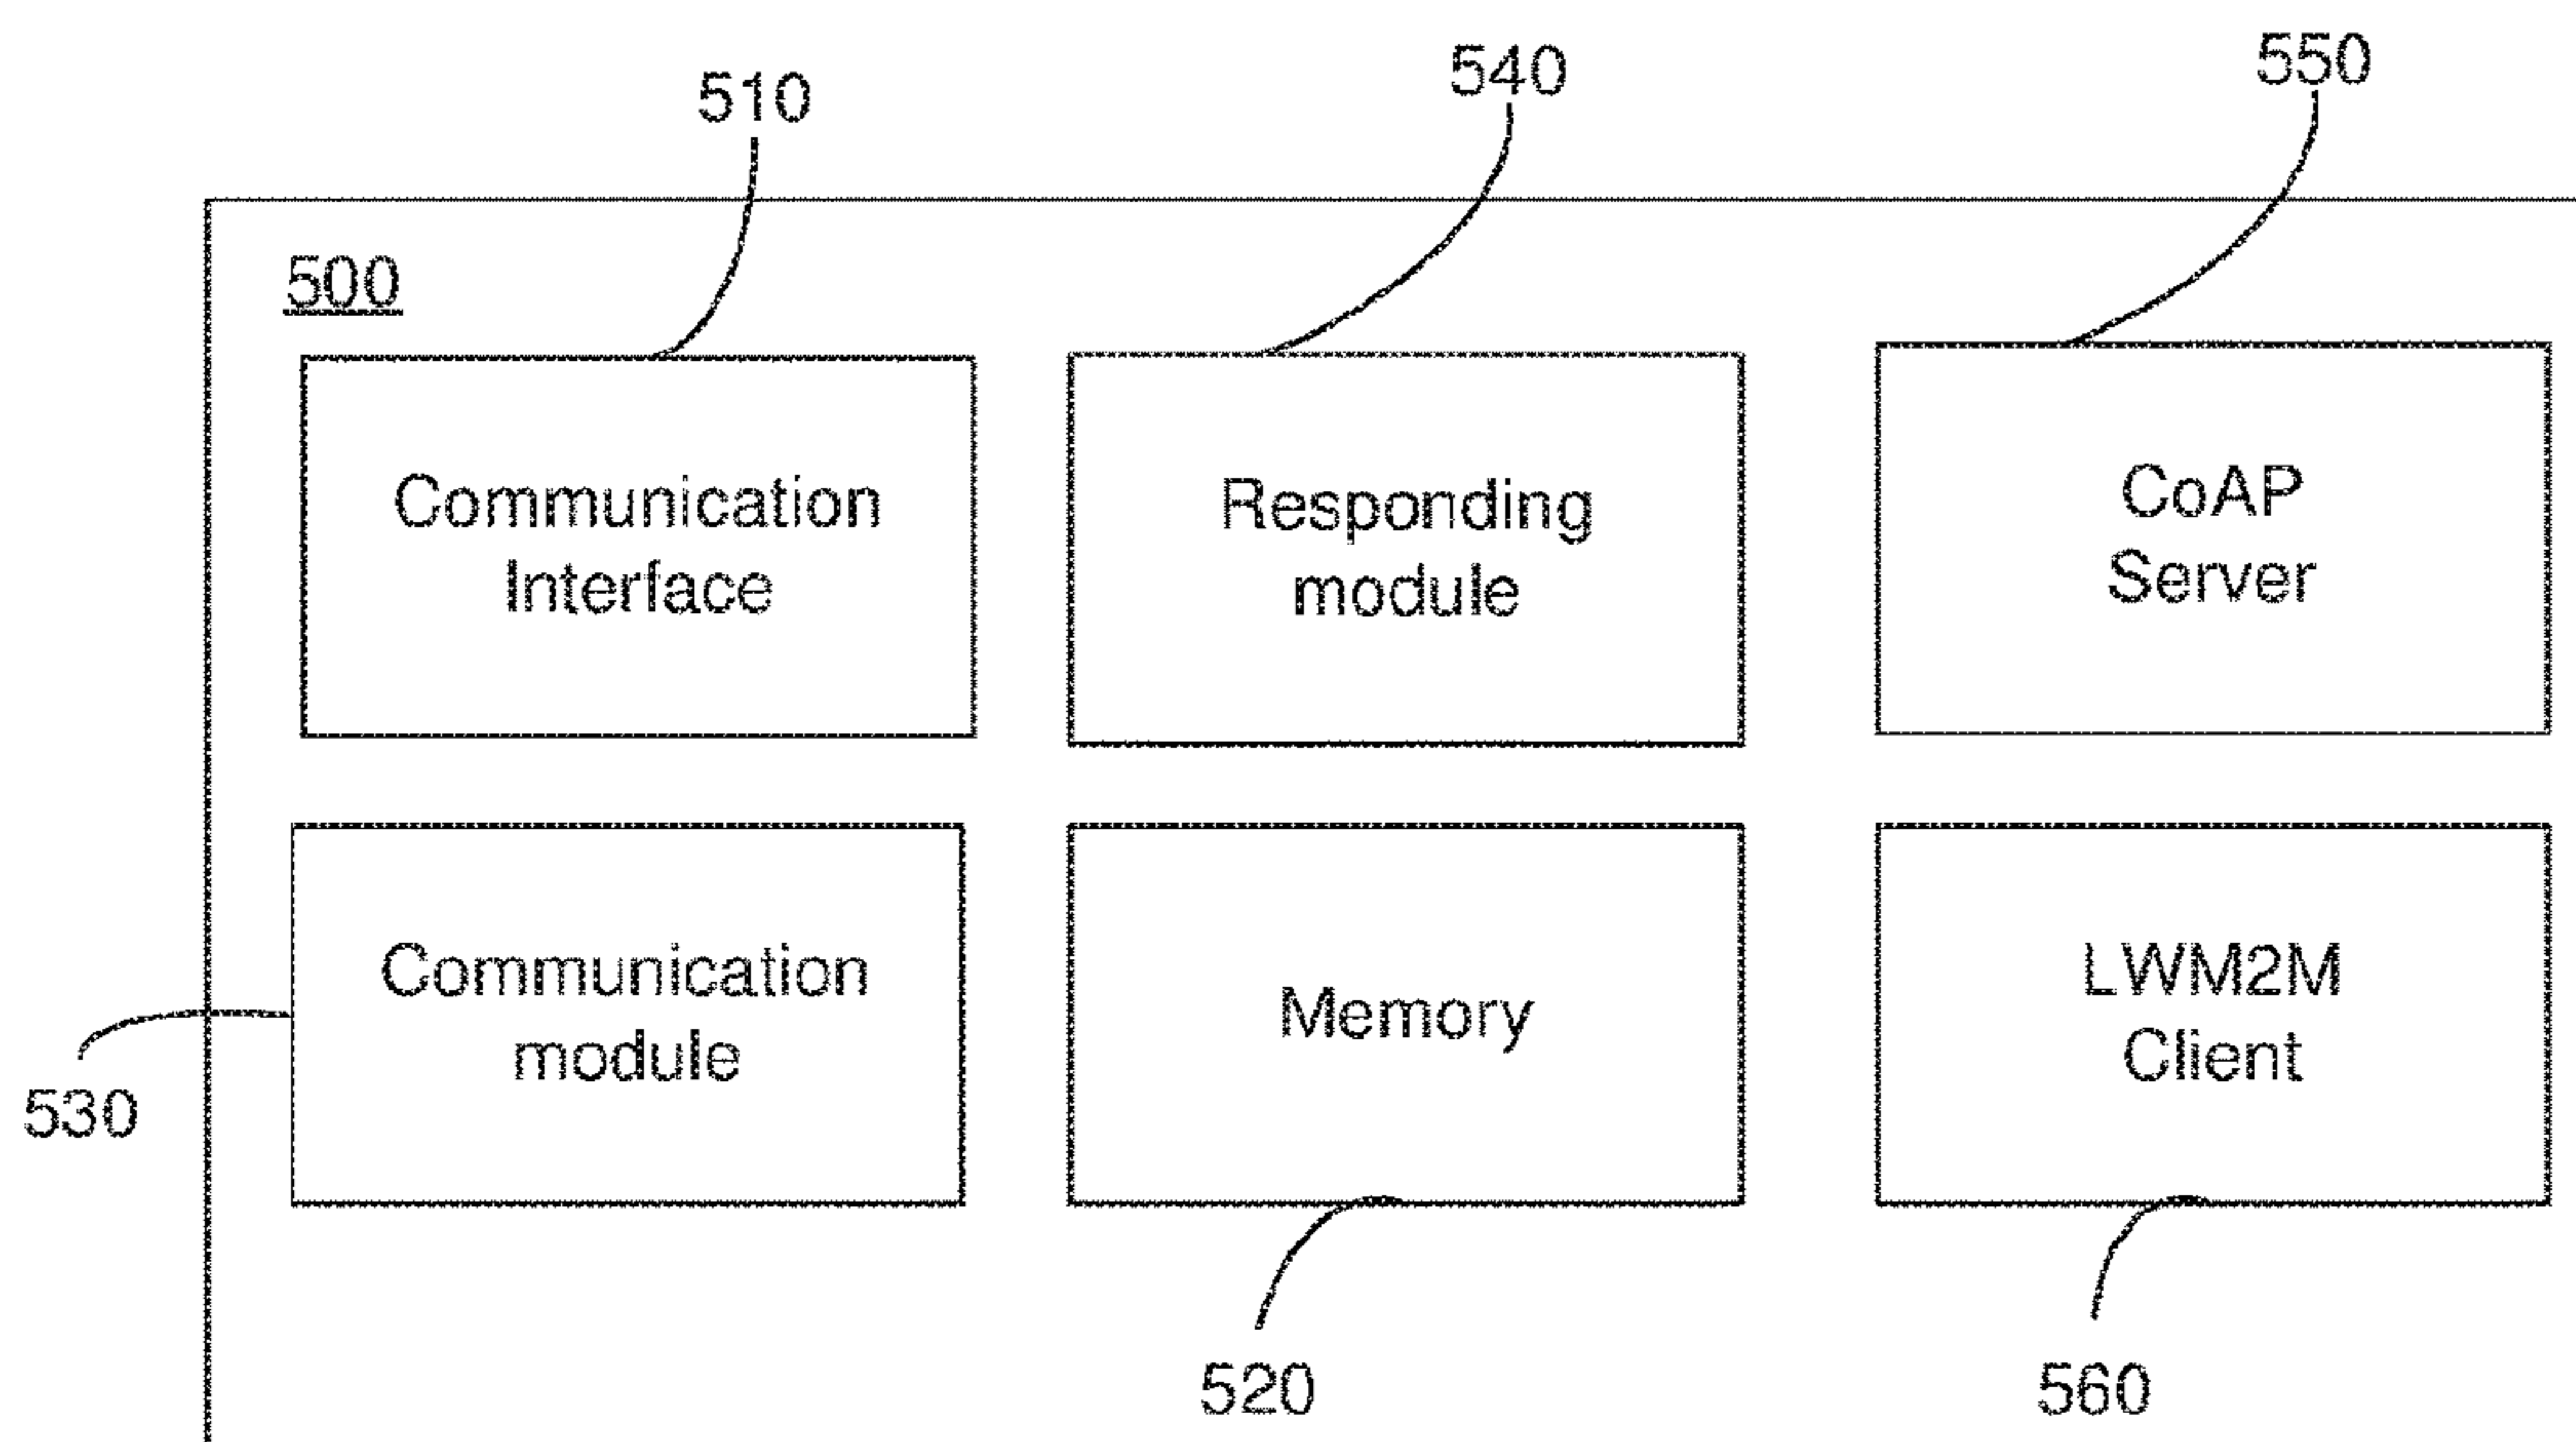 510
540
550
500
Communication
Interface
Responding
module
CoAP
Server
Communication
module
Memory
LWM2M
Client
530
520
560